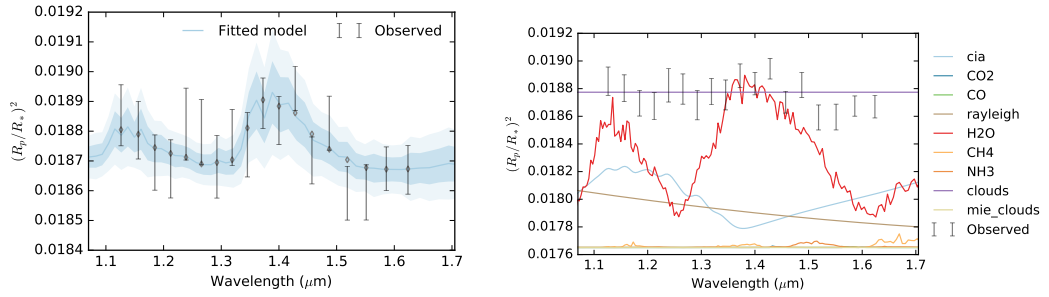 0.0192
0.0191
0.0190
0.0189
0.0188
0.0187
0.0186
0.0185
0.0184
(R_p/R_*)^2
Fitted model
Observed
1.1 1.2 1.3 1.4 1.5 1.6 1.7
Wavelength (μm)
0.0192
0.0190
0.0188
0.0186
0.0184
0.0182
0.0180
0.0178
0.0176
(R_p/R_*)^2
1.1 1.2 1.3 1.4 1.5 1.6 1.7
Wavelength (μm)
cia
CO2
CO
rayleigh
H2O
CH4
NH3
clouds
mie_clouds
Observed